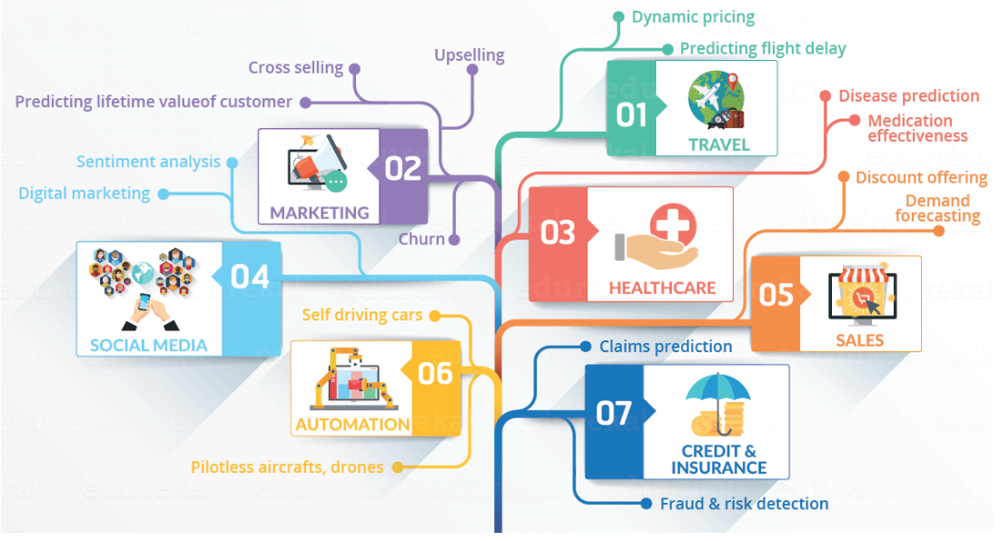 Dynamic pricing
Predicting flight delay
01
TRAVEL
Upselling
Cross selling
Predicting lifetime valueof customer
02
MARKETING
Churn
Disease prediction
Medication
effectiveness
03
HEALTHCARE
Sentiment analysis
Digital marketing
04
SOCIAL MEDIA
Discount offering
Demand
forecasting
05
SALES
Self driving cars
06
AUTOMATION
Pilotless aircrafts, drones
Claims prediction
07
CREDIT &
INSURANCE
Fraud & risk detection
edureka!